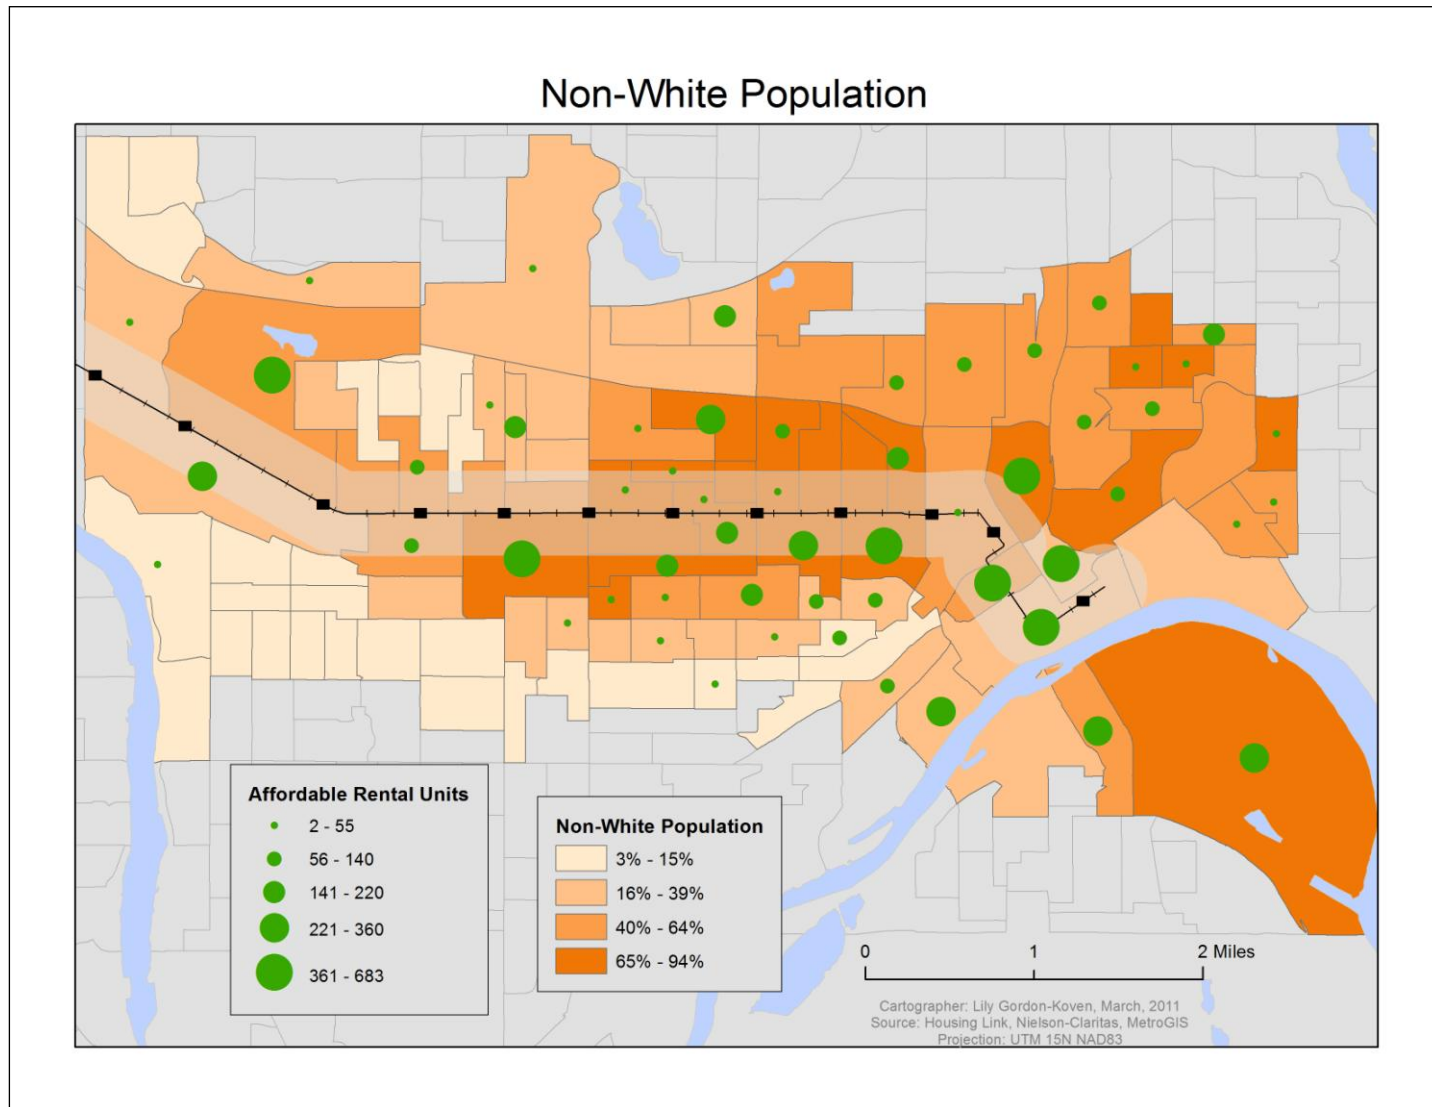 Non-White Population
Affordable Rental Units
2 - 55
56 - 140
141 - 220
221 - 360
361 - 683
Non-White Population
3% - 15%
16% - 39%
40% - 64%
65% - 94%
0 1 2 Miles
Cartographer: Lily Gordon-Koven, March, 2011
Source: Housing Link, Nielson-Claritas, MetroGIS
Projection: UTM 15N NAD83